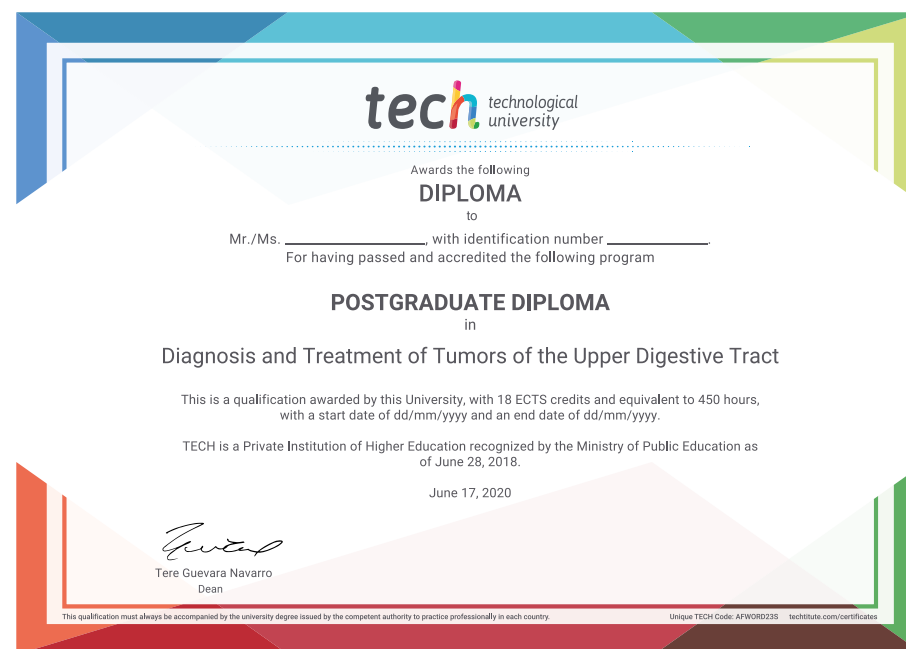 tech technological
university
Awards the following
DIPLOMA
to
Mr./Ms. ____________________, with identification number ______________.
For having passed and accredited the following program
POSTGRADUATE DIPLOMA
in
Diagnosis and Treatment of Tumors of the Upper Digestive Tract
This is a qualification awarded by this University, with 18 ECTS credits and equivalent to 450 hours,
with a start date of dd/mm/yyyy and an end date of dd/mm/yyyy.
TECH is a Private Institution of Higher Education recognized by the Ministry of Public Education as
of June 28, 2018.
June 17, 2020
Tere Guevara Navarro
Dean
This qualification must always be accompanied by the university degree issued by the competent authority to practice professionally in each country.
Unique TECH Code: AFWORD23S techtitute.com/certificates